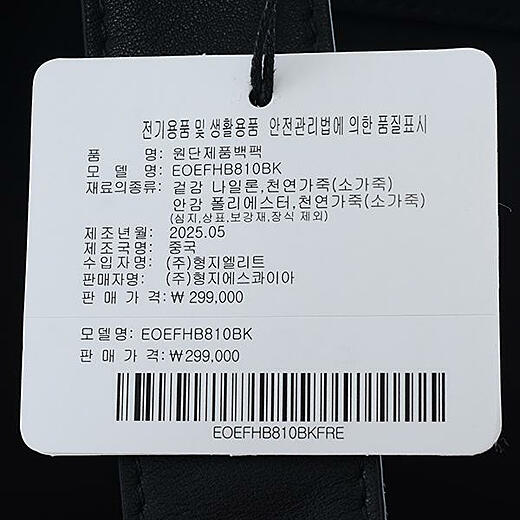 전기용품 및 생활용품 안전관리법에 의한 품질표시
품 명: 원단제품백팩
모 델 명: EOEFHB810BK
재료의종류: 겉감 나일론,천연가죽(소가죽)
안감 폴리에스터,천연가죽(소가죽)
(심지,상표,보강재,장식 제외)
제조년월: 2025.05
제조국명: 중국
수입자명: (주)형지엘리트
판매자명: (주)형지에스콰이아
판 매 가 격: ₩ 299,000
모델명: EOEFHB810BK
판 매 가 격: ₩299,000
EOEFHB810BKFRE